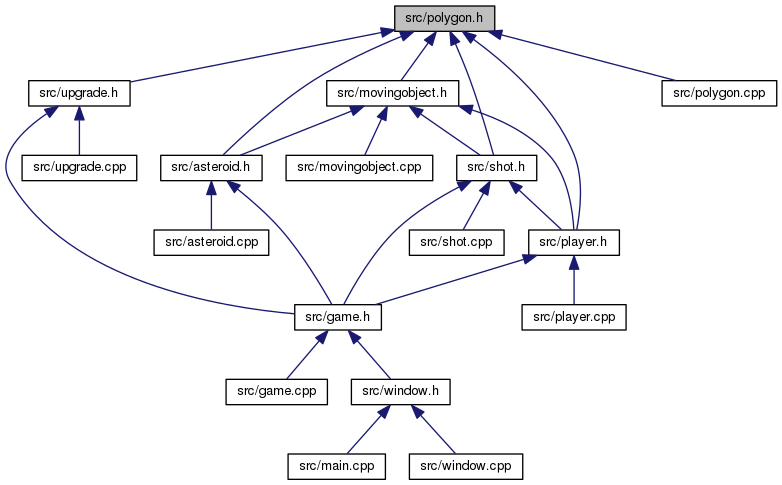 src/polygon.h
src/upgrade.h
src/movingobject.h
src/polygon.cpp
src/upgrade.cpp
src/asteroid.h
src/movingobject.cpp
src/shot.h
src/asteroid.cpp
src/shot.cpp
src/player.h
src/game.h
src/player.cpp
src/game.cpp
src/window.h
src/main.cpp
src/window.cpp